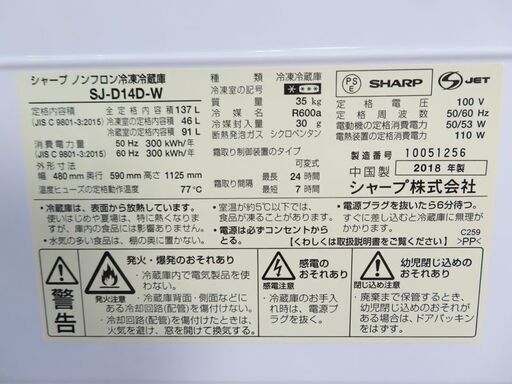 シャープ ノンフロン冷凍冷蔵庫
SJ-D14D-W
定格内容積 全定格内容積 137 L
(JIS C 9801-3:2015) 冷凍室の定格内容積 46 L
冷蔵室の定格内容積 91 L
消費電力量 50 Hz 300 kWh/年
(JIS C 9801-3:2015) 60 Hz 300 kWh/年
外形寸法
幅 480 mm 奥行 590 mm 高さ 1125 mm
温度ヒューズの定格動作温度 77℃
種類 冷凍冷蔵庫
冷凍室の記号
質量 35 kg
冷媒 R600a
冷媒封入量 30 g
断熱発泡ガス シクロペンタン
霜取り制御装置のタイプ
可変式
霜取り間隔 最大 24 時間
最短 7 時間
PS
E
SHARP
JET
定格電圧 100 V
定格周波数 50/60 Hz
電動機の定格消費電力 50/53 W
電熱装置の定格消費電力 110 W
製造番号 10051256
中国製 2018 年製
シャープ株式会社
• 冷蔵庫は、表面から放熱しています。
使いはじめや夏場は、特に熱くなりま
すが、庫内の食品には影響ありません。
• 水気の多い食品は、棚の奥に置かない。
• 室温が約5℃以下では、食品が凍るこ
とがあります。
• 電源は必ずコンセントから
とる。
• 電源プラグを抜いたら6分待つ。
すぐに差し込むと冷蔵庫に無理が
かかります。
【くわしくは取扱説明書をご覧ください】
C259
>PP<
警告
発火・爆発のおそれあり
発火注意
• 冷蔵庫内で電気製品を使わ
ない。
• 冷蔵庫背面・側面などに
ある冷却回路(配管)を傷付けない。
• 冷却回路(配管)を傷付けたときは、
火気を避け、窓を開けて換気する。
感電の
おそれあり
感電注意
• 冷蔵庫のお手
入れ時は、電源
プラグを抜く。
幼児閉じ込めの
おそれあり
閉じ込め注意
• 廃棄まで保管するとき、
幼児の閉じ込めが懸念され
る場合は、ドアパッキン
をはずす。